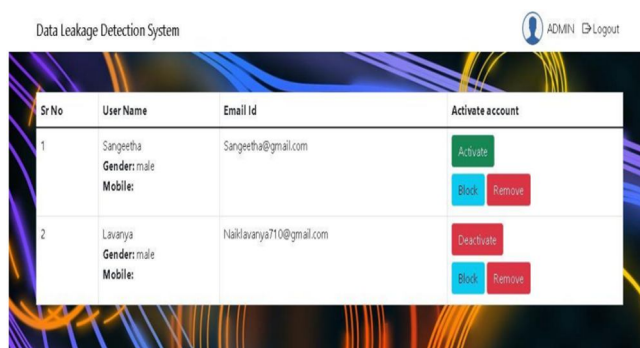 Data Leakage Detection System
ADMIN Logout
Sr No User Name Email Id Activate account
1 Sangeetha Sangeetha@gmail.com Activate
Gender: male
Mobile:
Block Remove
2 Lavanya Naiklavanya710@gmail.com Deactivate
Gender: male
Mobile:
Block Remove